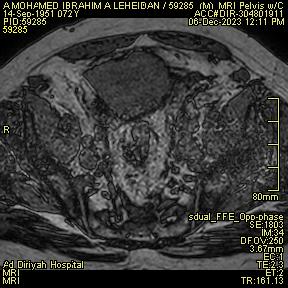 A MOHAMED IBRAHIM A LEHEIDAN / 59285 (M) MRI Pelvis w/C
14-Sep-1951 072Y ACC#DIR-304801911
PID:59285 06-Dec-2023 12:11 PM
59285
R
80mm
sdual_FFE_Opp-phase
SE:1803
IM:34
DFOV:250
3.67mm
EC:1
Ad Diriyah Hospital TE:2.3
MRI ET:2
MRI TR:161.13